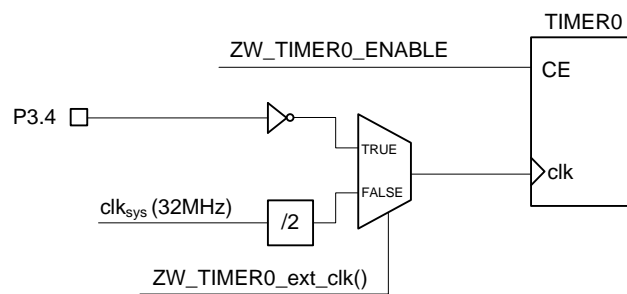 TIMER0
ZW_TIMER0_ENABLE
CE
P3.4
TRUE
clk
FALSE
clksys (32MHz)
/2
ZW_TIMER0_ext_clk()